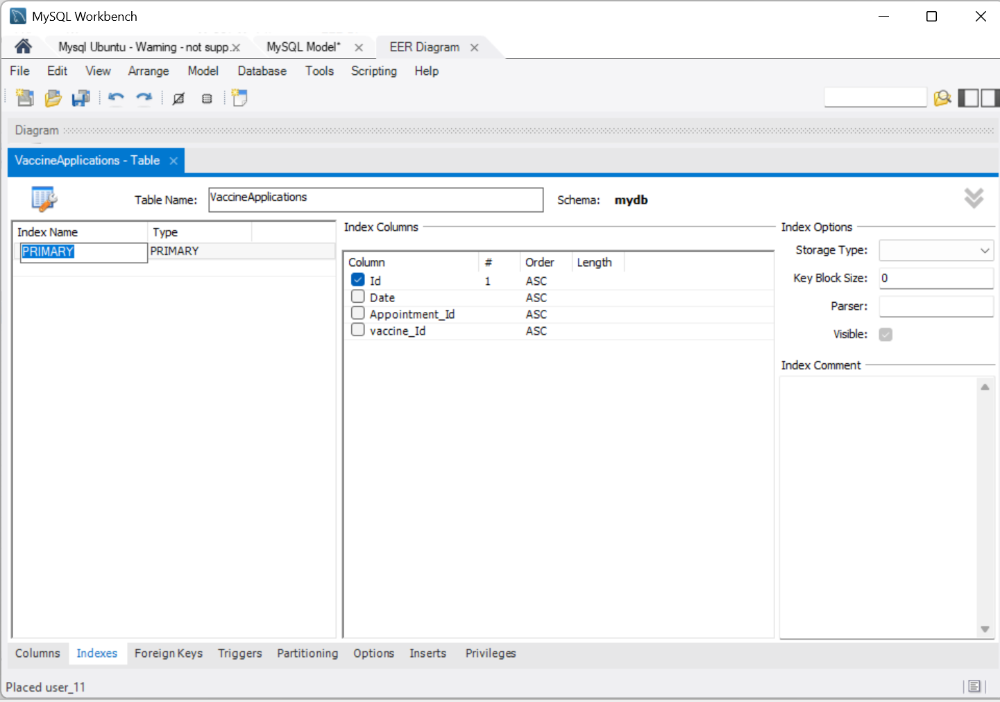 MySQL Workbench
Mysql Ubuntu - Warning - not supp. MySQL Model* EER Diagram
File Edit View Arrange Model Database Tools Scripting Help
Diagram
VaccineApplications - Table
Table Name: VaccineApplications Schema: mydb
Index Name Type
PRIMARY PRIMARY
Index Columns
Column # Order Length
Id 1 ASC
Date ASC
Appointment_Id ASC
vaccine_Id ASC
Index Options
Storage Type:
Key Block Size: 0
Parser:
Visible:
Index Comment
Columns Indexes Foreign Keys Triggers Partitioning Options Inserts Privileges
Placed user_11